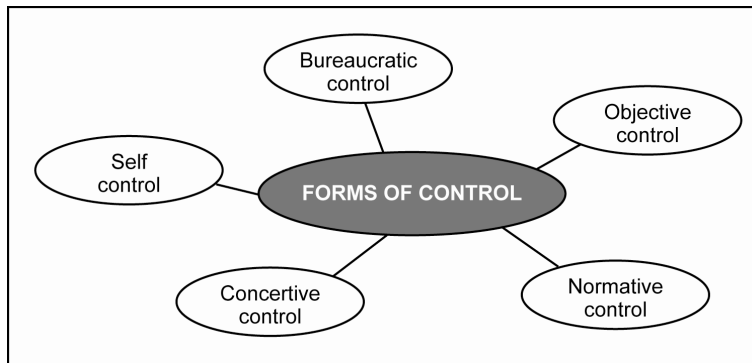 Bureaucratic
control
Objective
control
Self
control
FORMS OF CONTROL
Concertive
control
Normative
control